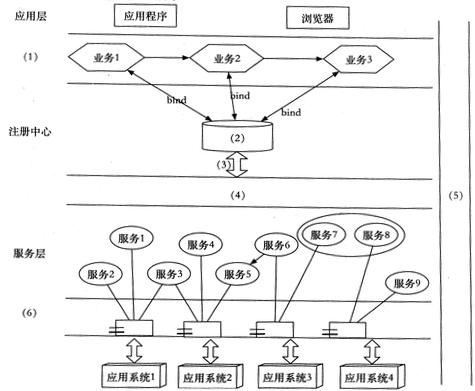 应用层 应用程序 浏览器
(1) 业务1 业务2 业务3
bind bind bind
注册中心 (2)
(3)
(4) (5)
服务层 服务1 服务4 服务6 服务7 服务8
服务2 服务3 服务5 服务9
(6)
应用系统1 应用系统2 应用系统3 应用系统4